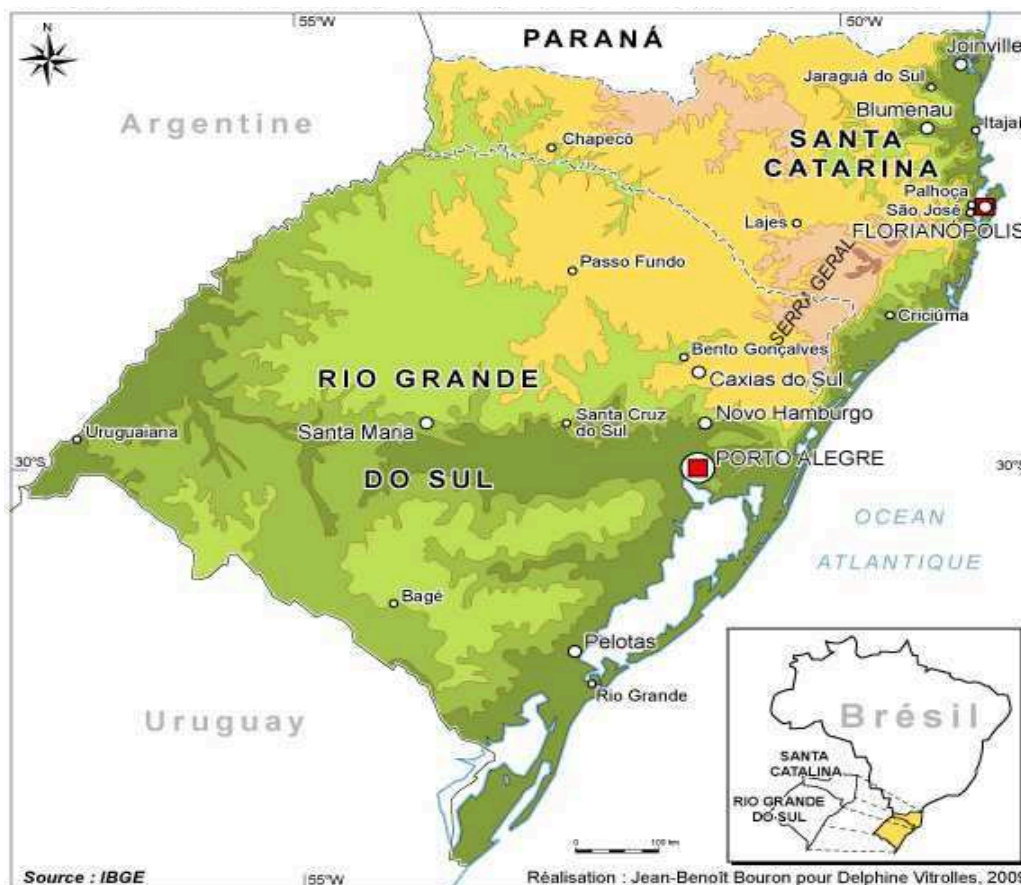 55°W
50°W
N
PARANÁ
Joinville
Jaraguá do Sul
Argentine
Blumenau
Itajaí
Chapecó
SANTA
CATARINA
Palhoça
Lajes
São José
FLORIANÓPOLIS
SERRA GERAL
Passo Fundo
Criciúma
Bento Gonçalves
RIO GRANDE
Caxias do Sul
Uruguaiana
Santa Maria
Santa Cruz
do Sul
Novo Hamburgo
30°S
PORTO ALEGRE
30°S
DO SUL
OCEAN
ATLANTIQUE
Bagé
Pelotas
Rio Grande
Uruguay
Brésil
SANTA
CATALINA
RIO GRANDE
DO SUL
0
100 km
Source : IBGE
55°W
Réalisation : Jean-Benoît Bouron pour Delphine Vitrolles, 2009